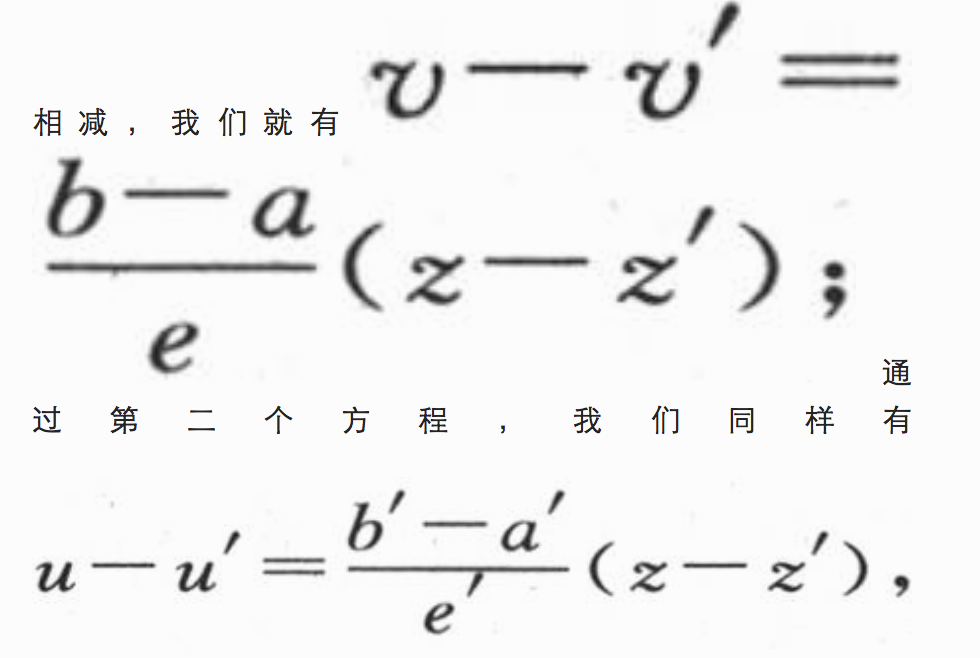 相减，我们就有 v－v′＝
b－a/e (z－z′)；
通
过第二个方程，我们同样有
u－u′＝b′－a′/e′ (z－z′)，